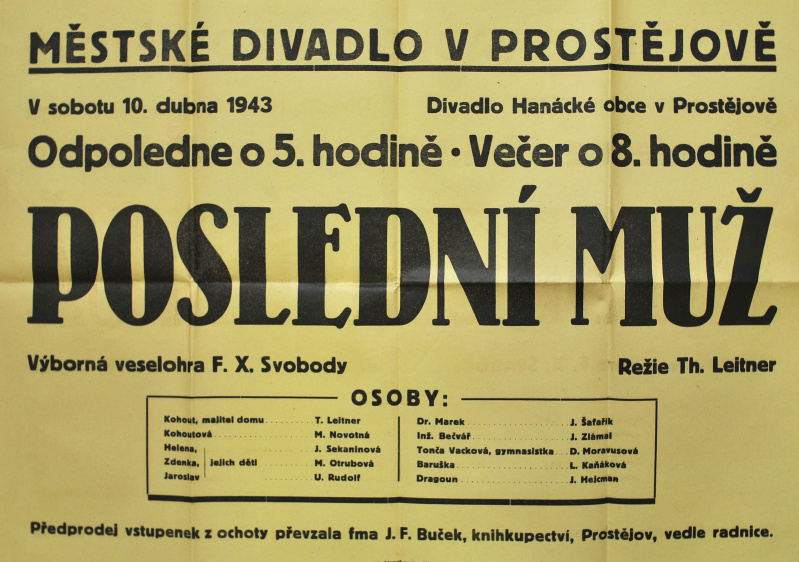 MĚSTSKÉ DIVADLO V PROSTĚJOVĚ
V sobotu 10. dubna 1943 Divadlo Hanácké obce v Prostějově
Odpoledne o 5. hodině · Večer o 8. hodině
POSLEDNÍ MUŽ
Výborná veselohra F. X. Svobody Režie Th. Leitner
OSOBY:
Kohout, majitel domu T. Leitner
Kohoutová M. Novotná
Helena, J. Sekaninová
Zdenka, jejich děti M. Otrubová
Jaroslav U. Rudolf
Dr. Marek J. Šafařík
Inž. Bečvář J. Zlámal
Tonča Vacková, gymnasistka D. Moravusová
Baruška L. Kaňáková
Dragoun J. Hejcman
Předprodej vstupenek z ochoty převzala fma J. F. Buček, knihkupectví, Prostějov, vedle radnice.